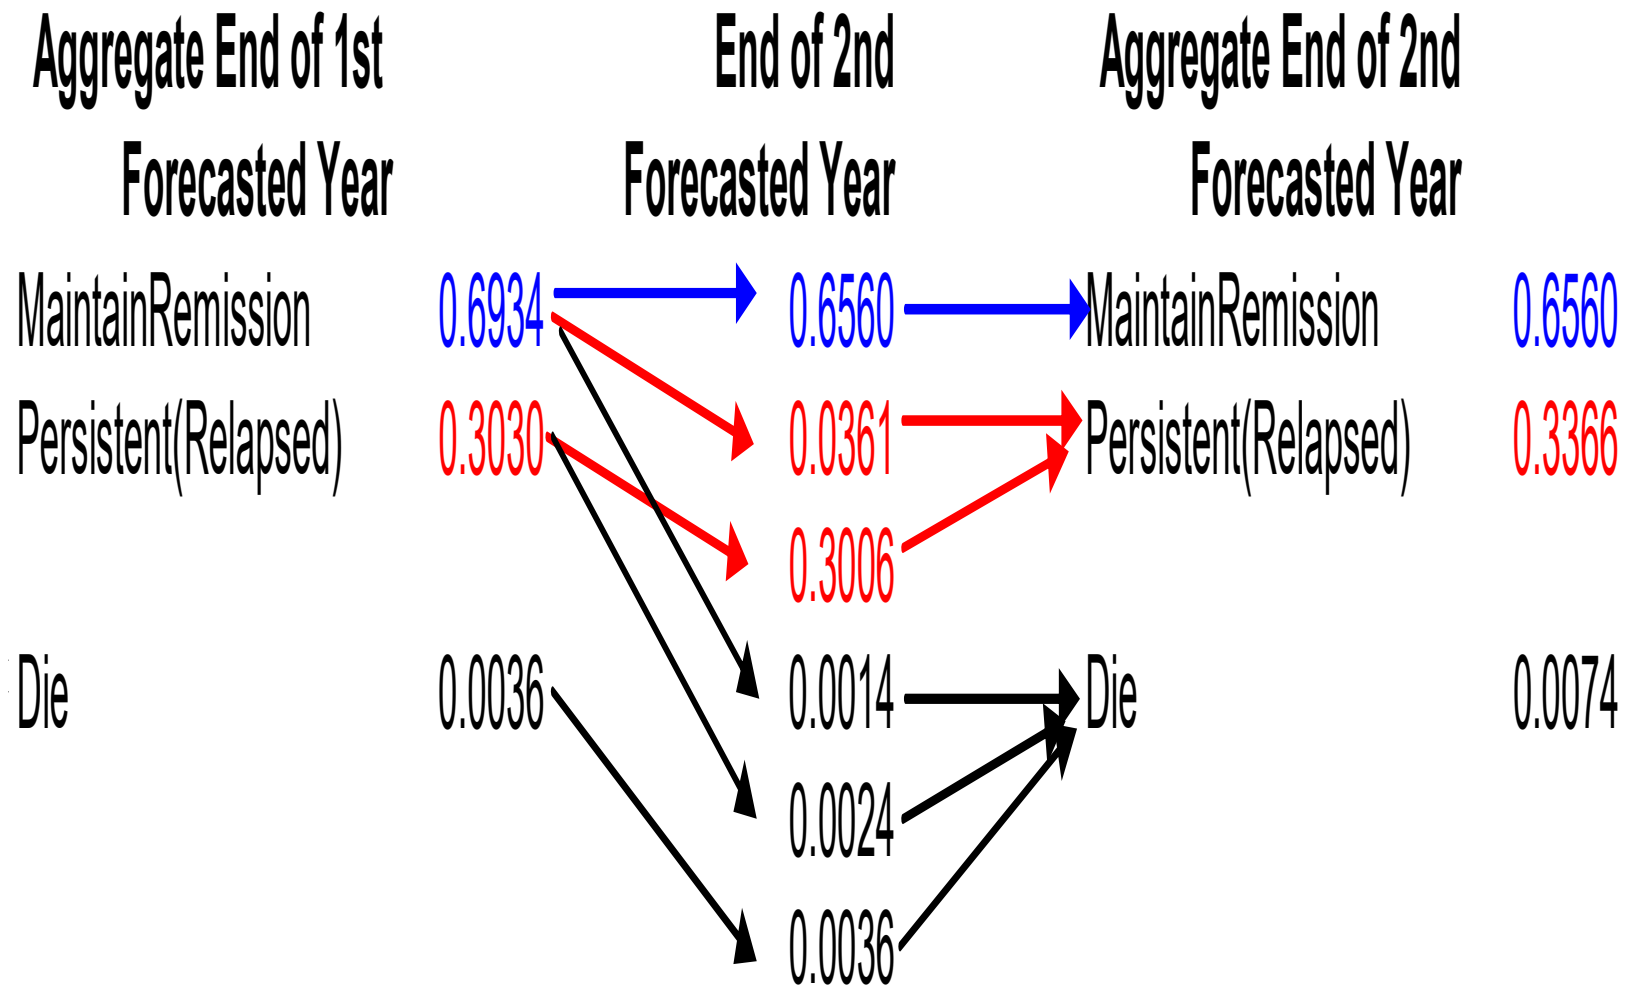 Aggregate End of 1st End of 2nd Aggregate End of 2nd
Forecasted Year Forecasted Year Forecasted Year
MaintainRemission 0.6934 0.6560 MaintainRemission 0.6560
Persistent(Relapsed) 0.3030 0.0361 Persistent(Relapsed) 0.3366
0.3006
Die 0.0036 0.0014 Die 0.0074
0.0024
0.0036